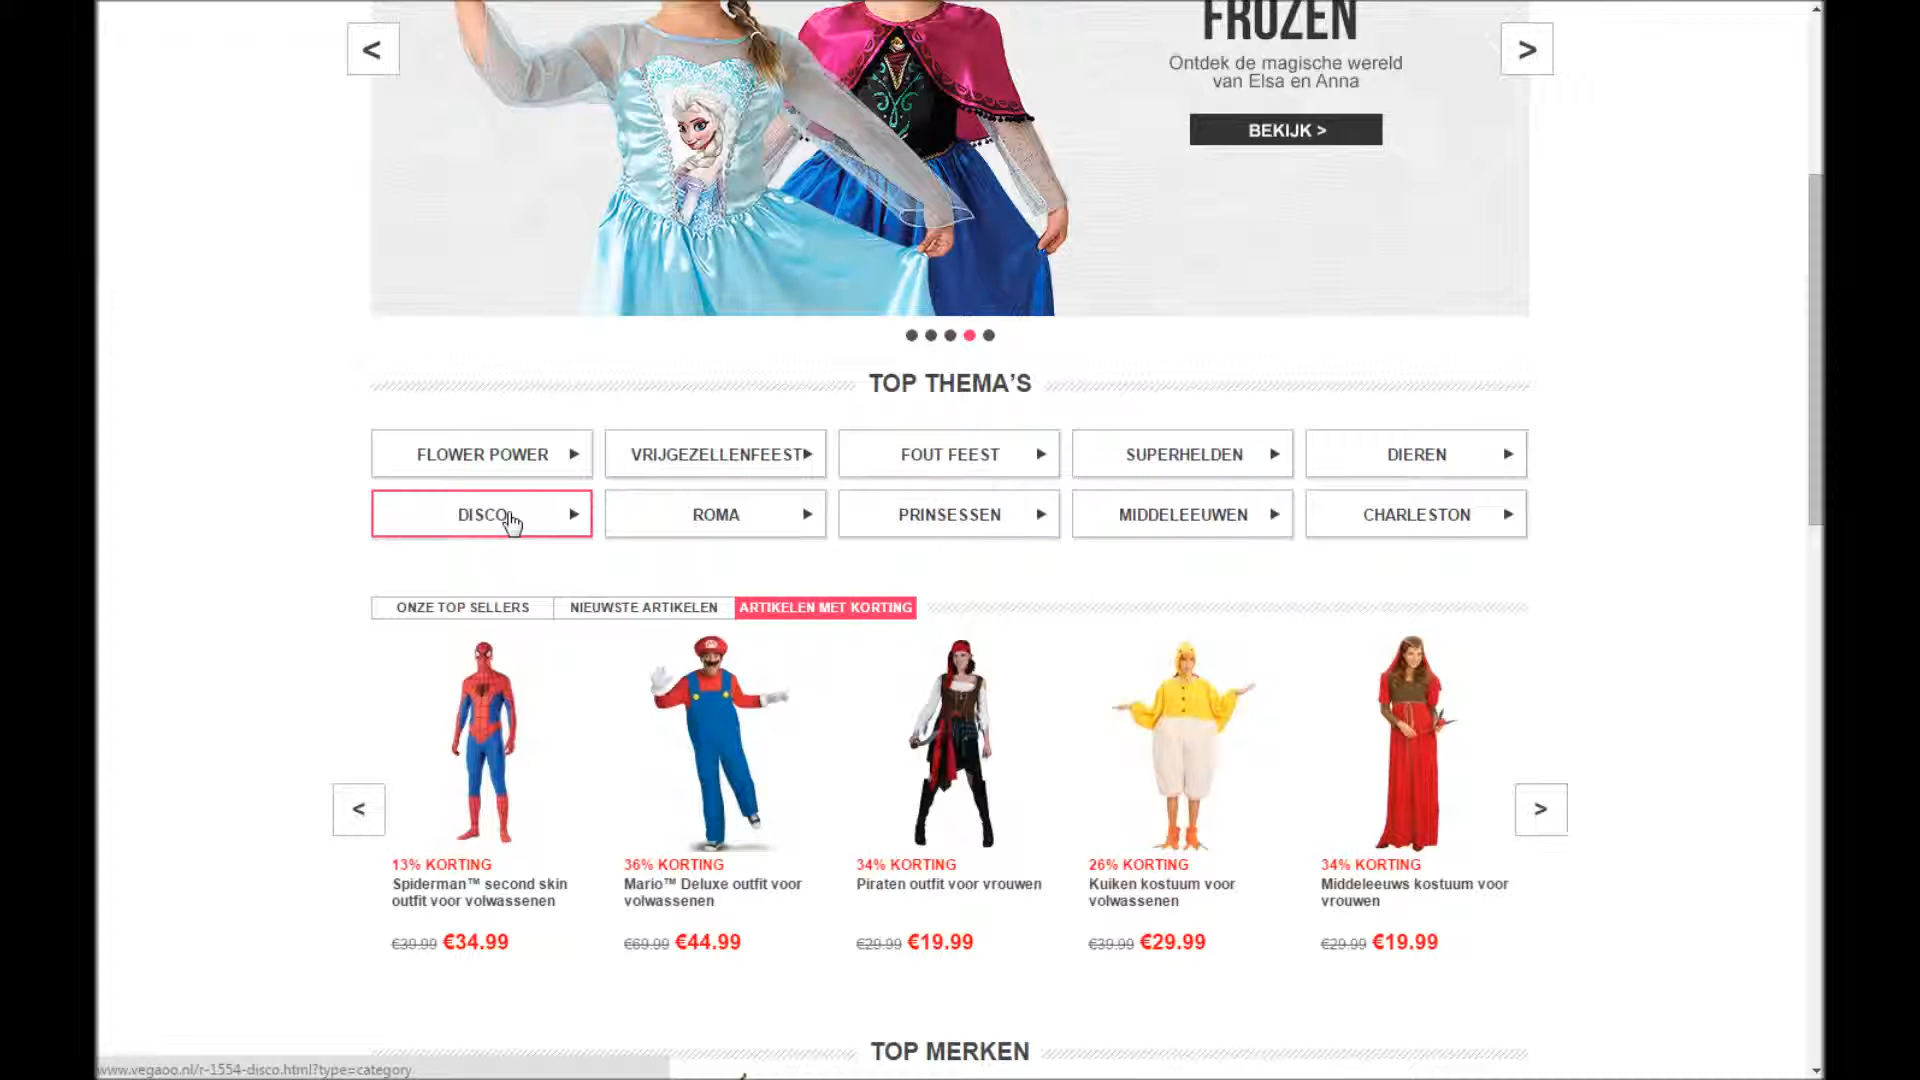 FROZEN
Ontdek de magische wereld
van Elsa en Anna
BEKIJK >
<
>
TOP THEMA'S
FLOWER POWER
VRIJGEZELLENFEEST
FOUT FEEST
SUPERHELDEN
DIEREN
DISCO
ROMA
PRINSESSEN
MIDDELEEUWEN
CHARLESTON
ONZE TOP SELLERS
NIEUWSTE ARTIKELEN
ARTIKELEN MET KORTING
<
>
13% KORTING
Spiderman™ second skin
outfit voor volwassenen
€39.99 €34.99
36% KORTING
Mario™ Deluxe outfit voor
volwassenen
€69.99 €44.99
34% KORTING
Piraten outfit voor vrouwen
€29.99 €19.99
26% KORTING
Kuiken kostuum voor
volwassenen
€39.99 €29.99
34% KORTING
Middeleeuws kostuum voor
vrouwen
€29.99 €19.99
TOP MERKEN
www.vegaoo.nl/r-1554-disco.html?type=category